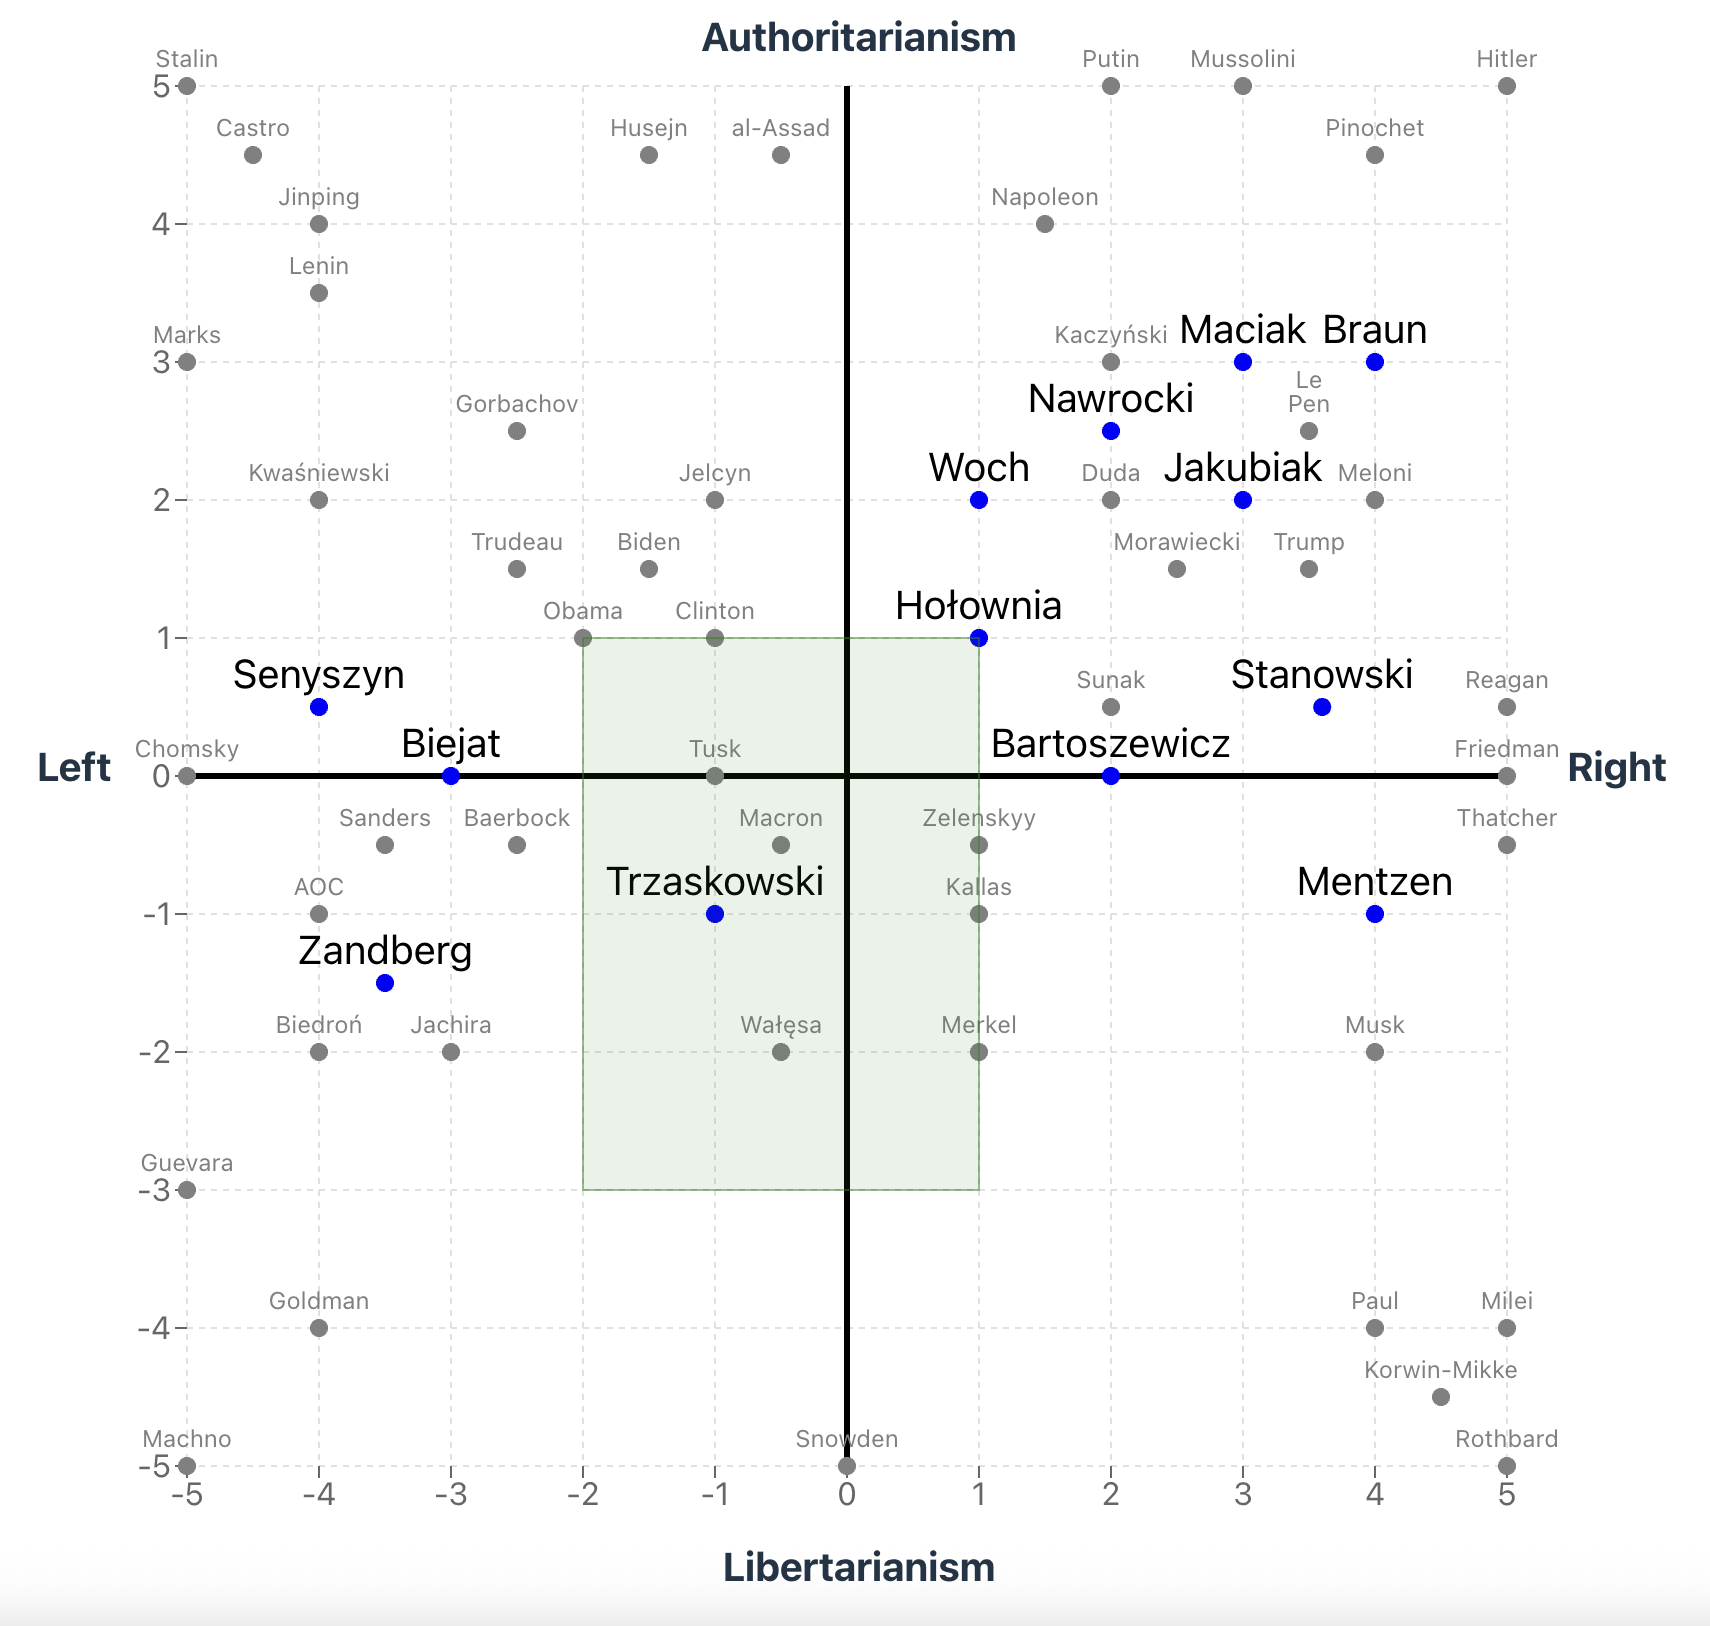 Authoritarianism
Stalin
Putin
Mussolini
Hitler
5
Castro
Husejn
al-Assad
Pinochet
Jinping
Napoleon
4
Lenin
Marks
Kaczyński
Maciak
Braun
3
Le
Pen
Gorbachov
Nawrocki
Kwaśniewski
Jelcyn
Woch
Duda
Jakubiak
Meloni
2
Trudeau
Biden
Morawiecki
Trump
Obama
Clinton
Hołownia
1
Senyszyn
Sunak
Stanowski
Reagan
Chomsky
Biejat
Tusk
Bartoszewicz
Friedman
Left
0
Right
Sanders
Baerbock
Macron
Zelenskyy
Thatcher
AOC
Trzaskowski
Kallas
Mentzen
-1
Zandberg
Biedroń
Jachira
Wałęsa
Merkel
Musk
-2
Guevara
-3
Goldman
Paul
Milei
-4
Korwin-Mikke
Machno
Snowden
Rothbard
-5
-5 -4 -3 -2 -1 0 1 2 3 4 5
Libertarianism